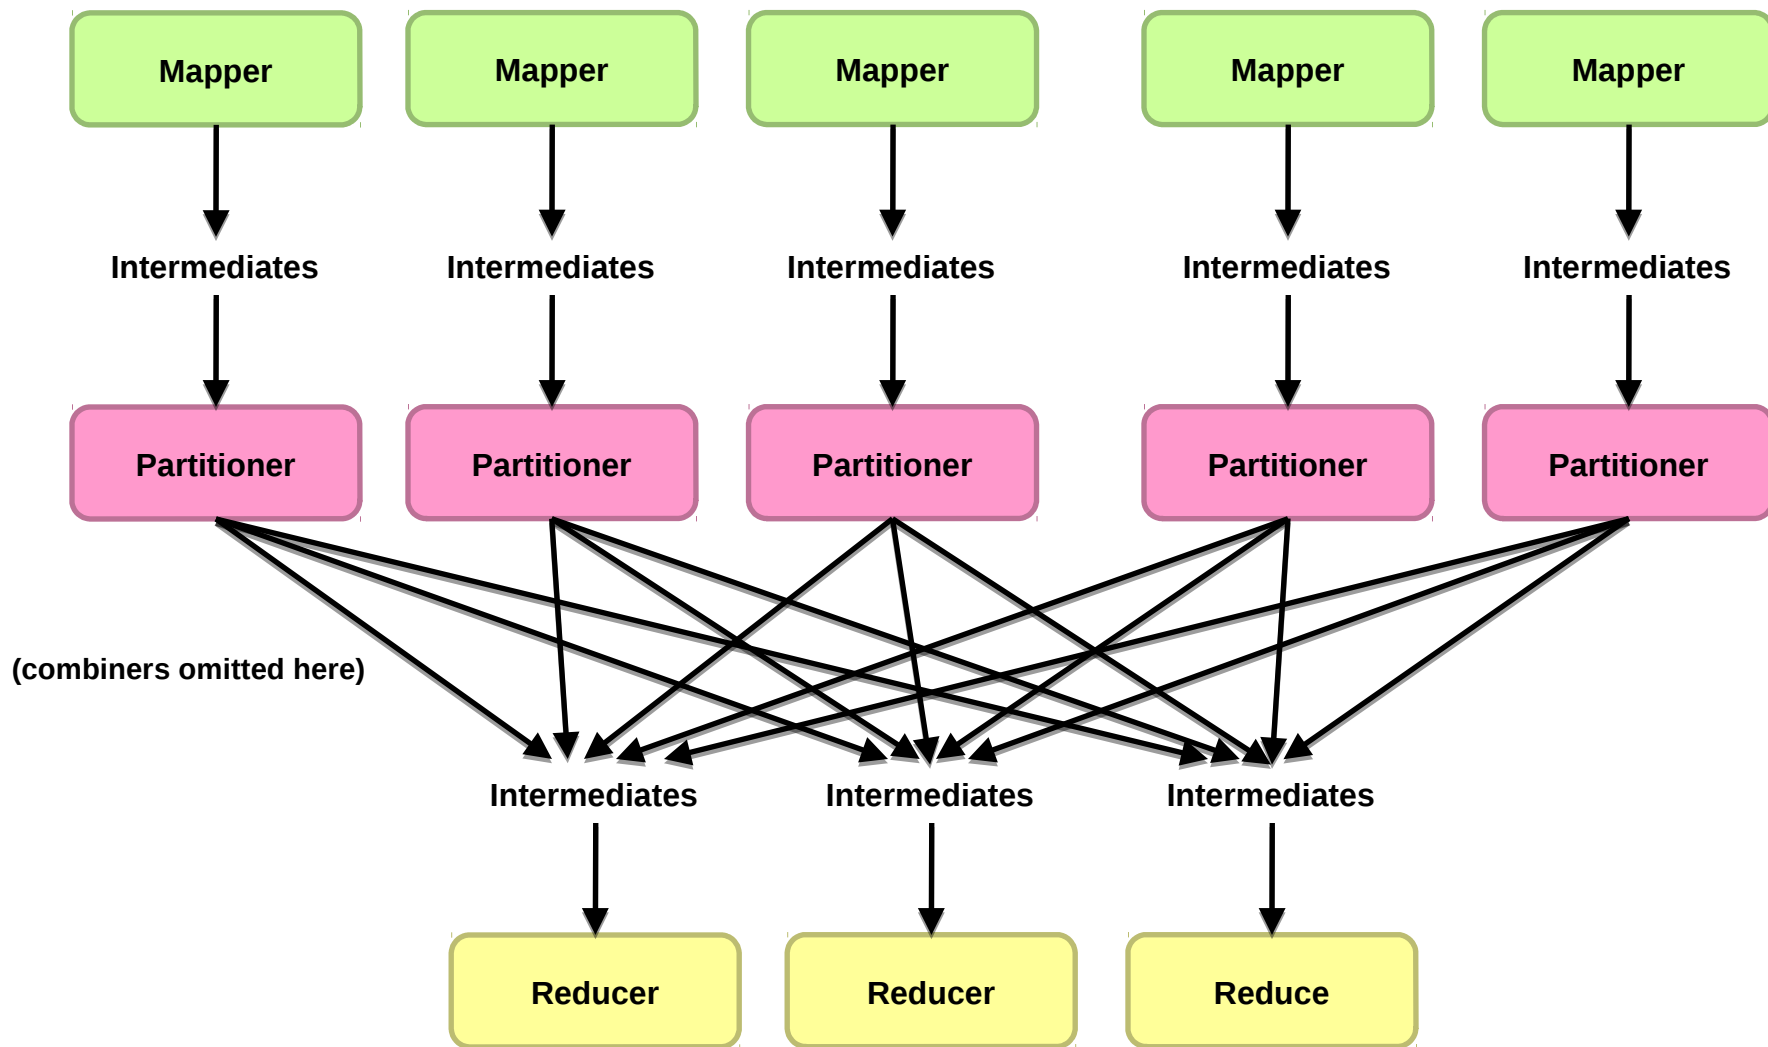 Mapper
Mapper
Mapper
Mapper
Mapper
Intermediates
Intermediates
Intermediates
Intermediates
Intermediates
Partitioner
Partitioner
Partitioner
Partitioner
Partitioner
(combiners omitted here)
Intermediates
Intermediates
Intermediates
Reducer
Reducer
Reduce